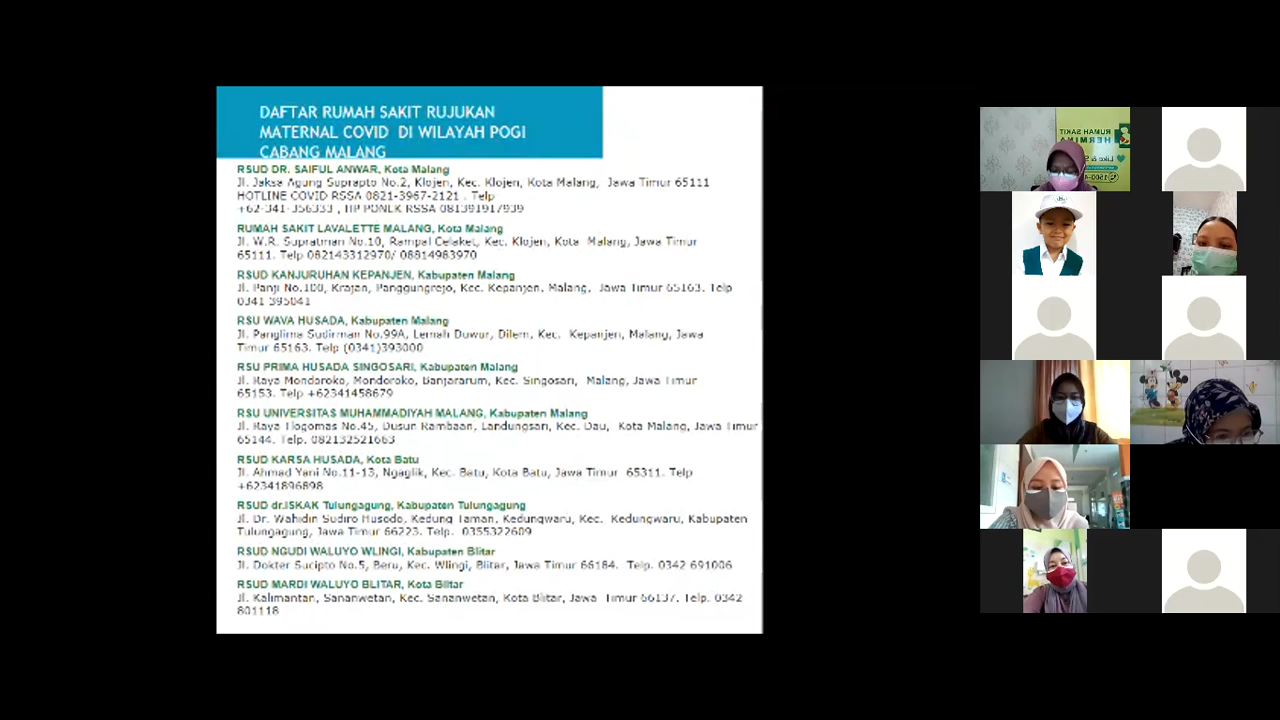 DAFTAR RUMAH SAKIT RUJUKAN
MATERNAL COVID DI WILAYAH POGI
CABANG MALANG
RSUD DR. SAIFUL ANWAR, Kota Malang
Jl. Jaksa Agung Suprapto No.2, Klojen, Kec. Klojen, Kota Malang, Jawa Timur 65111
HOTLINE COVID RSSA 0821-3967-2121 . Telp
+62-341-356333 , HP PONEK RSSA 081391917939
RUMAH SAKIT LAVALETTE MALANG, Kota Malang
Jl. W.R. Supratman No.10, Rampal Celaket, Kec. Klojen, Kota Malang, Jawa Timur
65111. Telp 082143312970/ 08814983970
RSUD KANJURUHAN KEPANJEN, Kabupaten Malang
Jl. Panji No.100, Krajan, Panggungrejo, Kec. Kepanjen, Malang, Jawa Timur 65163. Telp
0341 395041
RSU WAVA HUSADA, Kabupaten Malang
Jl. Panglima Sudirman No.99A, Lemah Duwur, Dilem, Kec. Kepanjen, Malang, Jawa
Timur 65163. Telp (0341)393000
RSU PRIMA HUSADA SINGOSARI, Kabupaten Malang
Jl. Raya Mondoroko, Mondoroko, Banjararum, Kec. Singosari, Malang, Jawa Timur
65153. Telp +62341458679
RSU UNIVERSITAS MUHAMMADIYAH MALANG, Kabupaten Malang
Jl. Raya Tlogomas No.45, Dusun Rambaan, Landungsari, Kec. Dau, Kota Malang, Jawa Timur
65144. Telp. 082132521663
RSUD KARSA HUSADA, Kota Batu
Jl. Ahmad Yani No.11-13, Ngaglik, Kec. Batu, Kota Batu, Jawa Timur 65311. Telp
+62341896898
RSUD dr.ISKAK Tulungagung, Kabupaten Tulungagung
Jl. Dr. Wahidin Sudiro Husodo, Kedung Taman, Kedungwaru, Kec. Kedungwaru, Kabupaten
Tulungagung, Jawa Timur 66223. Telp. 0355322609
RSUD NGUDI WALUYO WLINGI, Kabupaten Blitar
Jl. Dokter Sucipto No.5, Beru, Kec. Wlingi, Blitar, Jawa Timur 66184. Telp. 0342 691006
RSUD MARDI WALUYO BLITAR, Kota Blitar
Jl. Kalimantan, Sananwetan, Kec. Sananwetan, Kota Blitar, Jawa Timur 66137. Telp. 0342
801118
RUMAH SAKIT
HERMINA